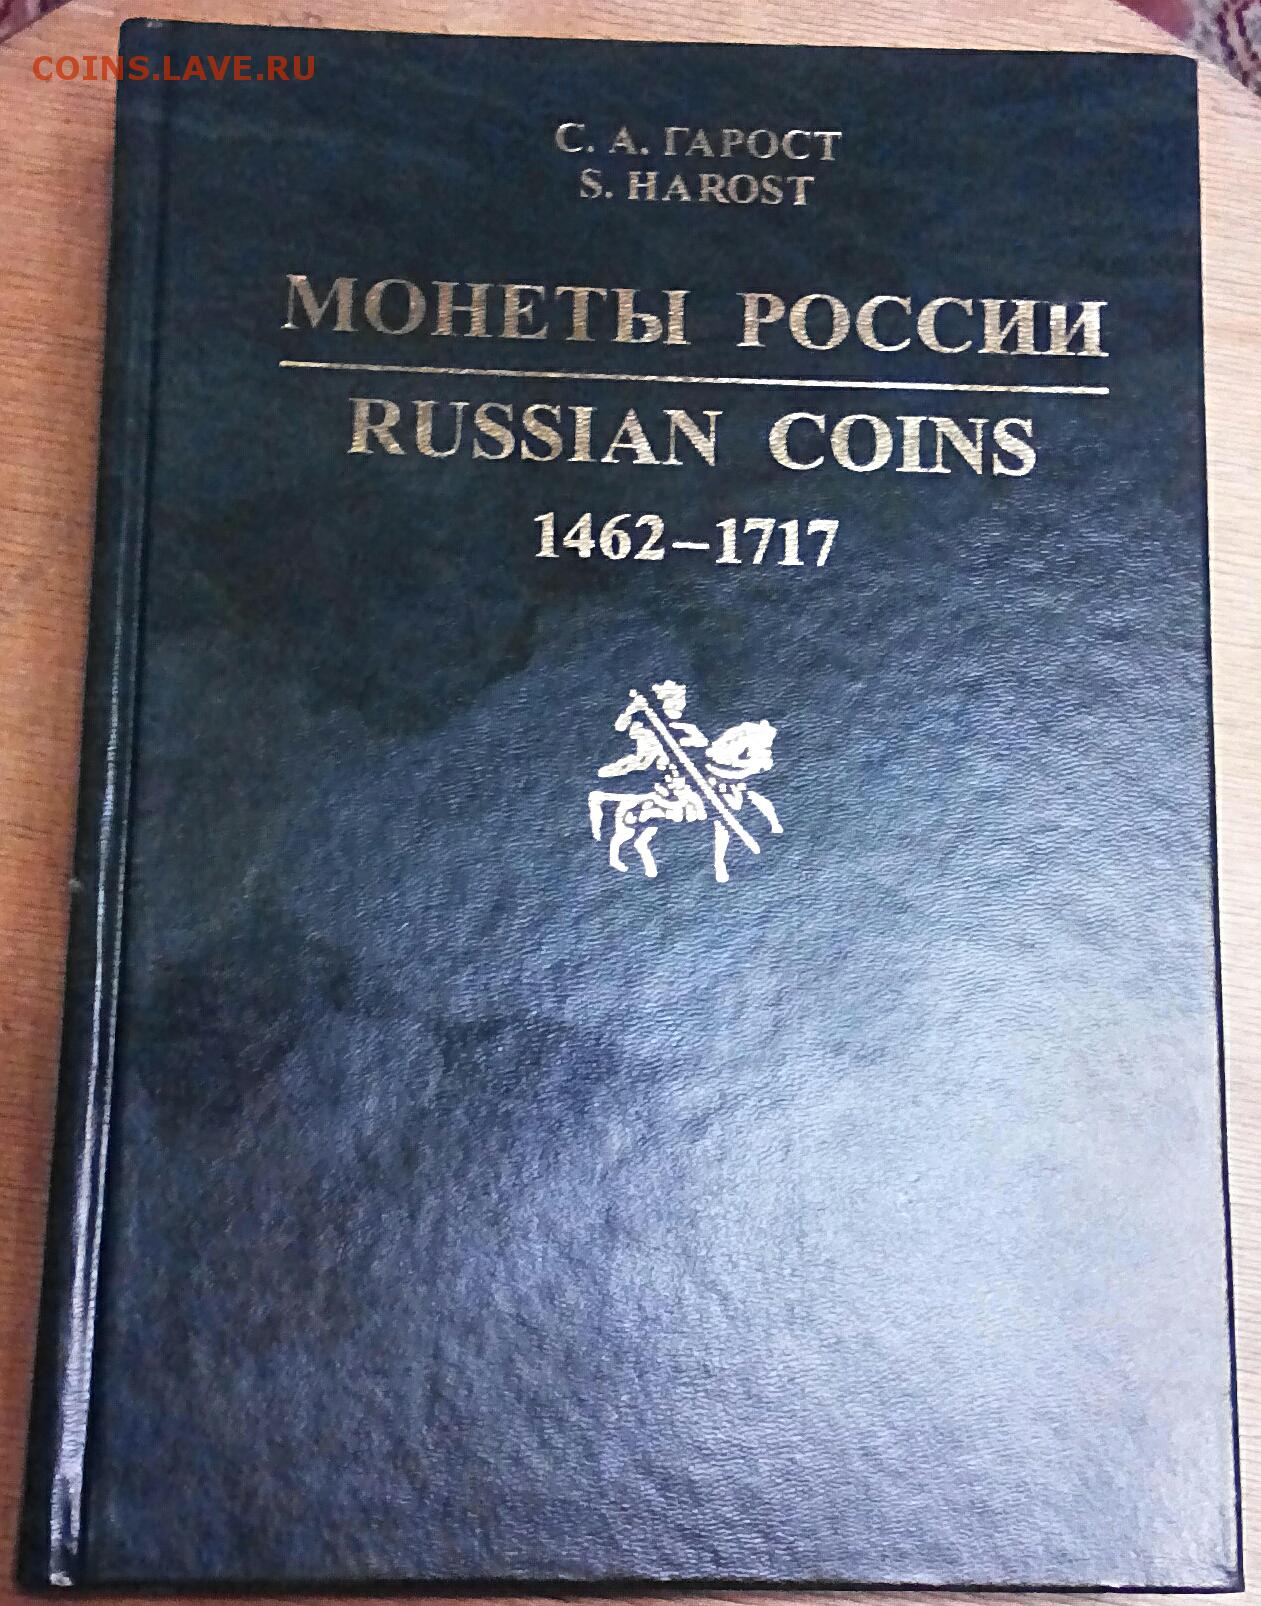 COINS.LAVE.RU
С. А. ГАРОСТ
S. HAROST
МОНЕТЫ РОССИИ
RUSSIAN COINS
1462–1717